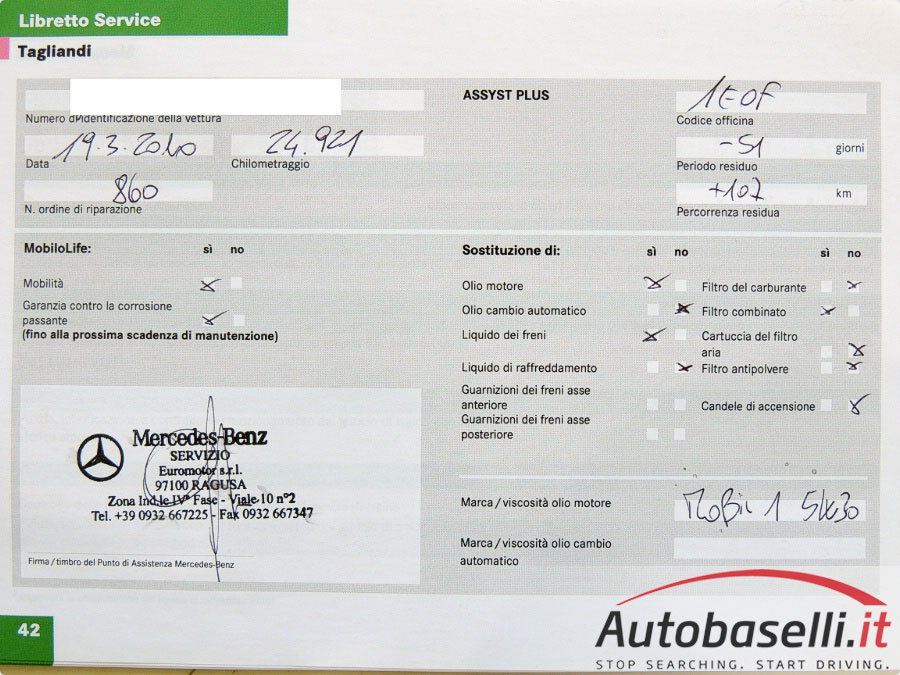 Libretto Service
Tagliandi
Numero d'identificazione della vettura
ASSYST PLUS
1EOF
Codice officina
19.3.2010
Data
24.921
Chilometraggio
-51 giorni
Periodo residuo
860
N. ordine di riparazione
+107 km
Percorrenza residua
MobiloLife: sì no
Mobilità
Garanzia contro la corrosione
passante
(fino alla prossima scadenza di manutenzione)
Sostituzione di: sì no sì no
Olio motore
Filtro del carburante
Olio cambio automatico
Filtro combinato
Liquido dei freni
Cartuccia del filtro
aria
Liquido di raffreddamento
Filtro antipolvere
Guarnizioni dei freni asse
anteriore
Candele di accensione
Guarnizioni dei freni asse
posteriore
Mercedes-Benz
SERVIZIO
Euromotor s.r.l.
97100 RAGUSA
Zona Ind.le IVª Fase - Viale 10 n°2
Tel. +39 0932 667225 - Fax 0932 667347
Firma/timbro del Punto di Assistenza Mercedes-Benz
Marca/viscosità olio motore
Mobil 1 5W30
Marca/viscosità olio cambio
automatico
42
Autobaselli.it
STOP SEARCHING. START DRIVING.